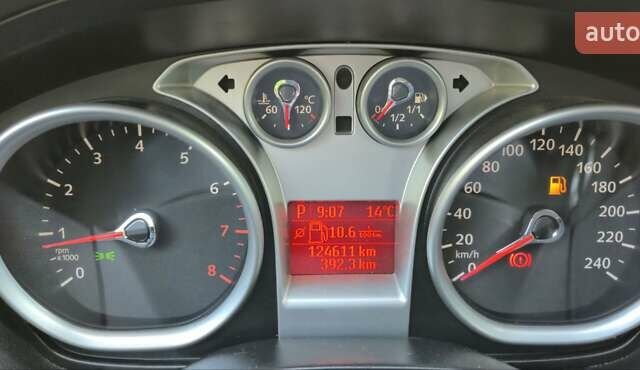 auto
60 120 °C
0 1/2 1/1
0 1 2 3 4 5 6 7 8
rpm
x 1000
0 20 40 60 80 100 120 140 160 180 200 220 240
km/h
P 9:07 14°C
10.6
124611 km
392.3 km